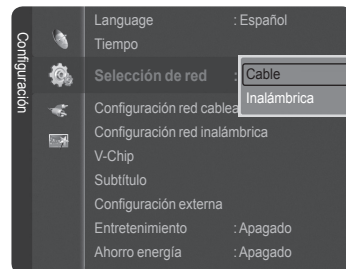 Configuración
Language : Español
Tiempo
Selección de red : Cable
Inalámbrica
Configuración red cablea
Configuración red inalámbrica
V-Chip
Subtítulo
Configuración externa
Entretenimiento : Apagado
Ahorro energía : Apagado